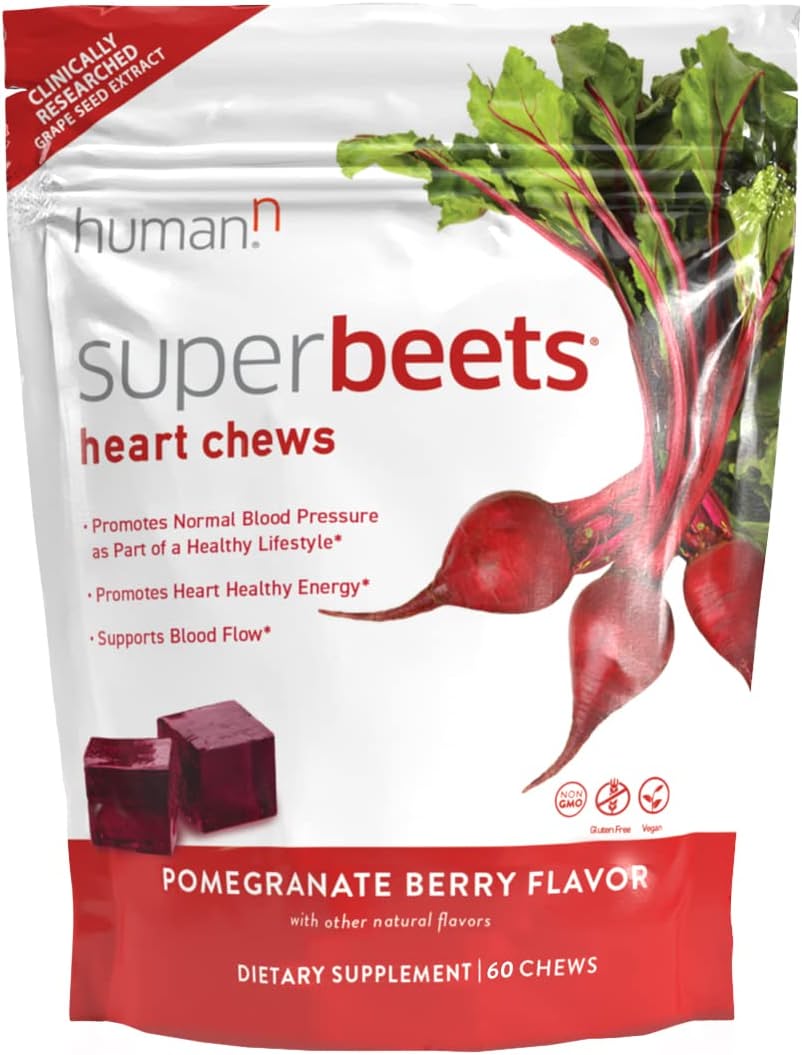 CLINICALLY
RESEARCHED
GRAPE SEED EXTRACT
humann®
superbeets®
heart chews
• Promotes Normal Blood Pressure
as Part of a Healthy Lifestyle*
• Promotes Heart Healthy Energy*
• Supports Blood Flow*
NON
GMO
Gluten Free
Vegan
POMEGRANATE BERRY FLAVOR
with other natural flavors
DIETARY SUPPLEMENT | 60 CHEWS